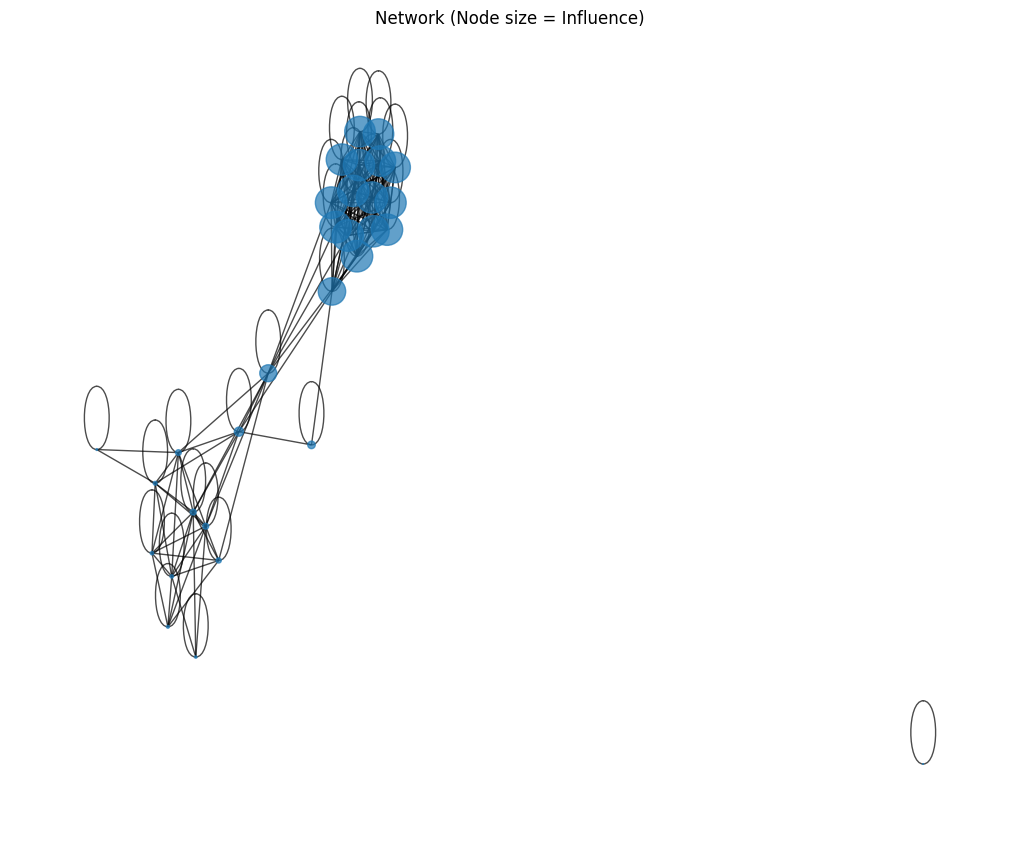 Network (Node size = Influence)